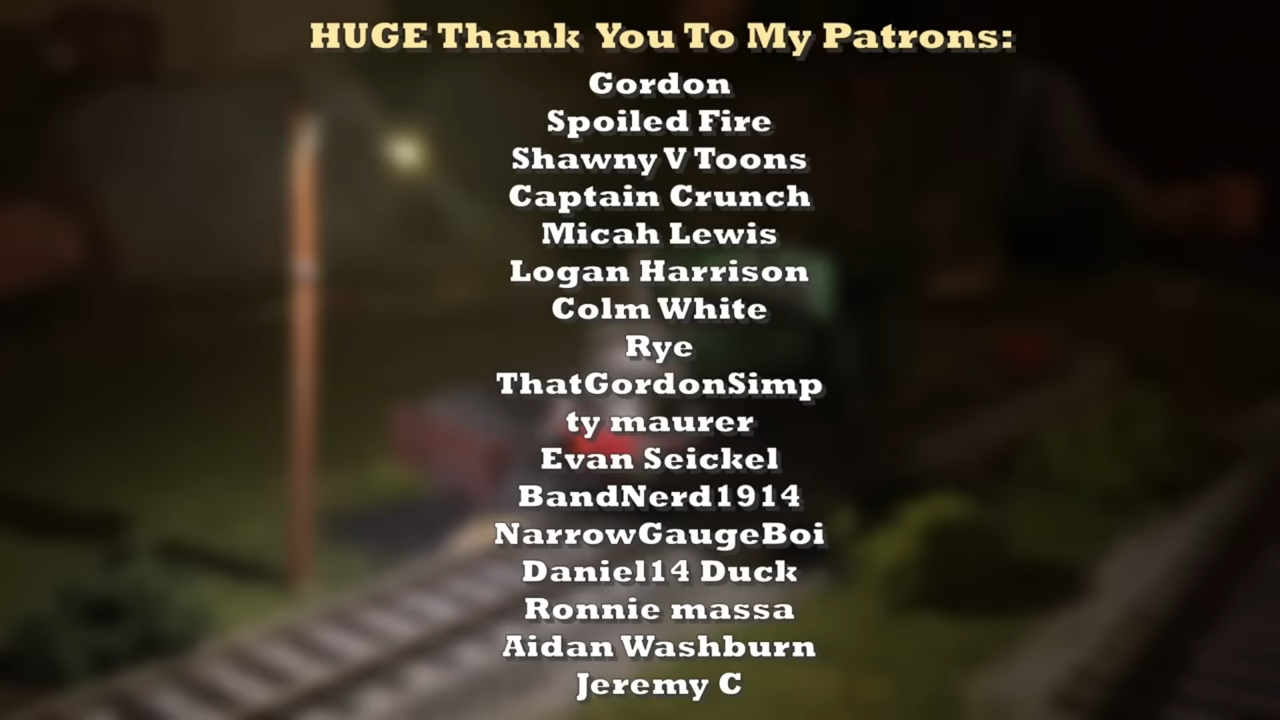 HUGE Thank You To My Patrons:
Gordon
Spoiled Fire
Shawny V Toons
Captain Crunch
Micah Lewis
Logan Harrison
Colm White
Rye
ThatGordonSimp
ty maurer
Evan Seickel
BandNerd1914
NarrowGaugeBoi
Daniel14 Duck
Ronnie massa
Aidan Washburn
Jeremy C